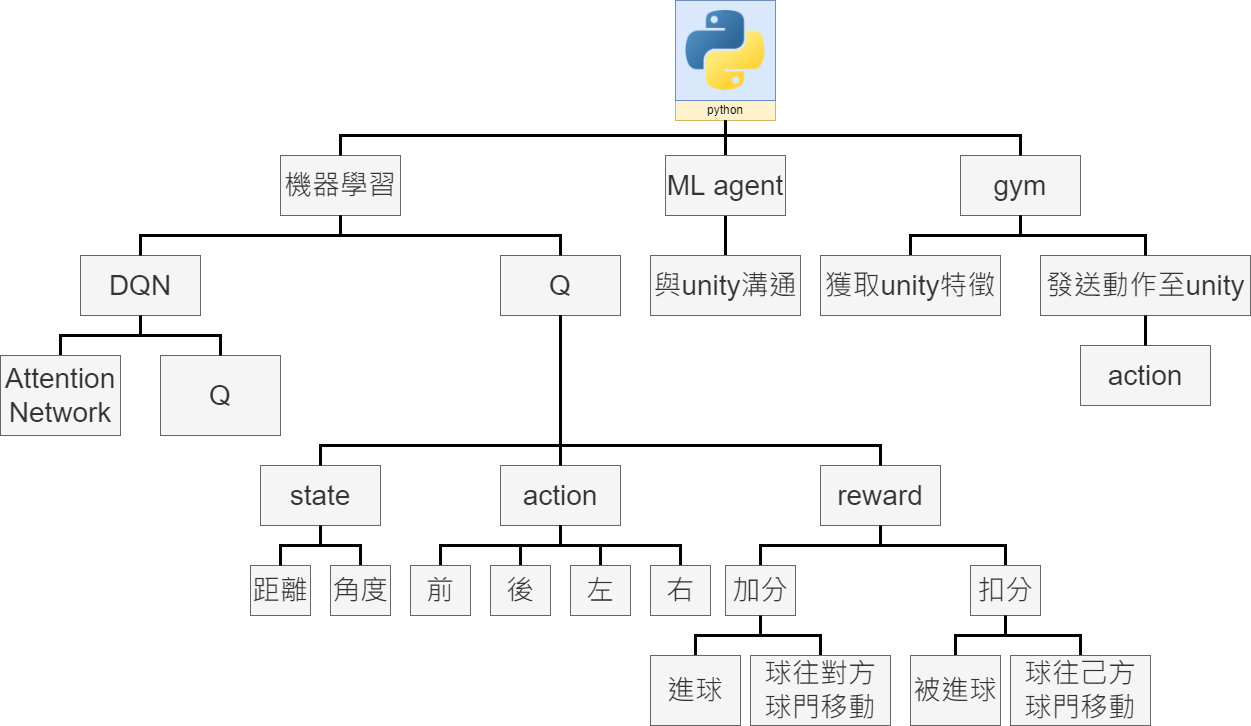 python
機器學習
ML agent
gym
DQN
Q
與unity溝通
獲取unity特徵
發送動作至unity
Attention
Network
Q
action
state
action
reward
距離
角度
前
後
左
右
加分
扣分
進球
球往對方
球門移動
被進球
球往己方
球門移動